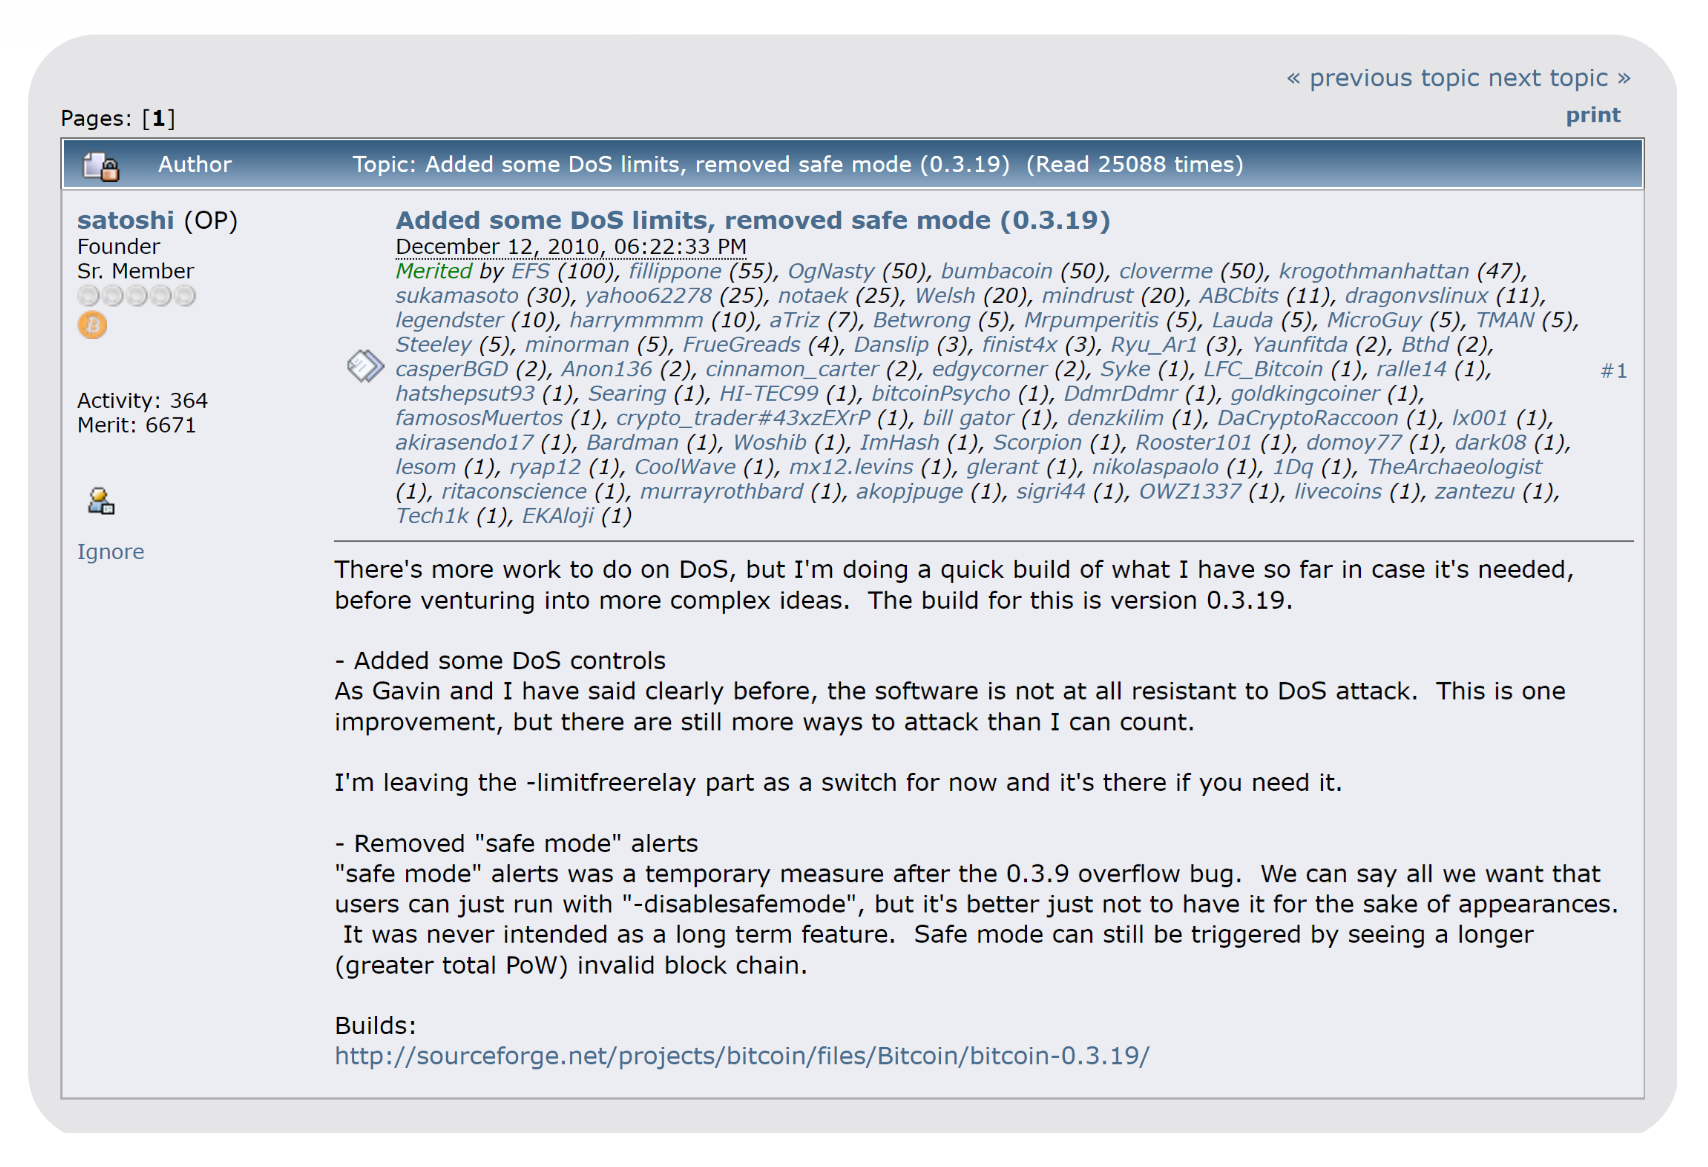 « previous topic next topic »
Pages: [1]
print
Author
Topic: Added some DoS limits, removed safe mode (0.3.19)  (Read 25088 times)
satoshi (OP)
Founder
Sr. Member
Activity: 364
Merit: 6671
Ignore
Added some DoS limits, removed safe mode (0.3.19)
December 12, 2010, 06:22:33 PM
Merited by EFS (100), fillippone (55), OgNasty (50), bumbacoin (50), cloverme (50), krogothmanhattan (47),
sukamasoto (30), yahoo62278 (25), notaek (25), Welsh (20), mindrust (20), ABCbits (11), dragonvslinux (11),
legendster (10), harrymmmm (10), aTriz (7), Betwrong (5), Mrpumperitis (5), Lauda (5), MicroGuy (5), TMAN (5),
Steeley (5), minorman (5), FrueGreads (4), Danslip (3), finist4x (3), Ryu_Ar1 (3), Yaunfitda (2), Bthd (2),
casperBGD (2), Anon136 (2), cinnamon_carter (2), edgycorner (2), Syke (1), LFC_Bitcoin (1), ralle14 (1),
hatshepsut93 (1), Searing (1), HI-TEC99 (1), bitcoinPsycho (1), DdmrDdmr (1), goldkingcoiner (1),
famososMuertos (1), crypto_trader#43xzEXrP (1), bill gator (1), denzkilim (1), DaCryptoRaccoon (1), lx001 (1),
akirasendo17 (1), Bardman (1), Woshib (1), ImHash (1), Scorpion (1), Rooster101 (1), domoy77 (1), dark08 (1),
lesom (1), ryap12 (1), CoolWave (1), mx12.levins (1), glerant (1), nikolaspaolo (1), 1Dq (1), TheArchaeologist
(1), ritaconscience (1), murrayrothbard (1), akopjpuge (1), sigri44 (1), OWZ1337 (1), livecoins (1), zantezu (1),
Tech1k (1), EKAloji (1)
#1
There's more work to do on DoS, but I'm doing a quick build of what I have so far in case it's needed,
before venturing into more complex ideas.  The build for this is version 0.3.19.
- Added some DoS controls
As Gavin and I have said clearly before, the software is not at all resistant to DoS attack.  This is one
improvement, but there are still more ways to attack than I can count.
I'm leaving the -limitfreerelay part as a switch for now and it's there if you need it.
- Removed "safe mode" alerts
"safe mode" alerts was a temporary measure after the 0.3.9 overflow bug.  We can say all we want that
users can just run with "-disablesafemode", but it's better just not to have it for the sake of appearances.
It was never intended as a long term feature.  Safe mode can still be triggered by seeing a longer
(greater total PoW) invalid block chain.
Builds:
http://sourceforge.net/projects/bitcoin/files/Bitcoin/bitcoin-0.3.19/